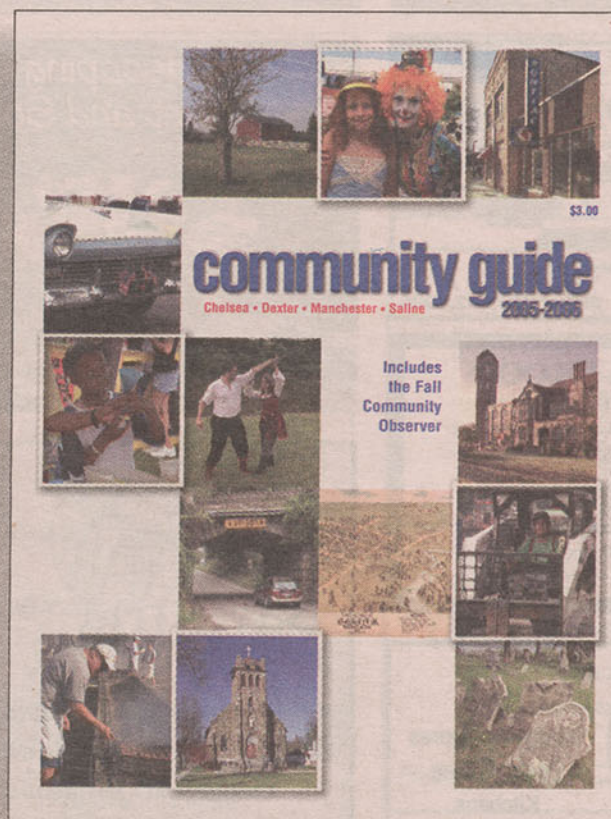 $3.00
community guide
Chelsea • Dexter • Manchester • Saline
2005-2006
Includes
the Fall
Community
Observer